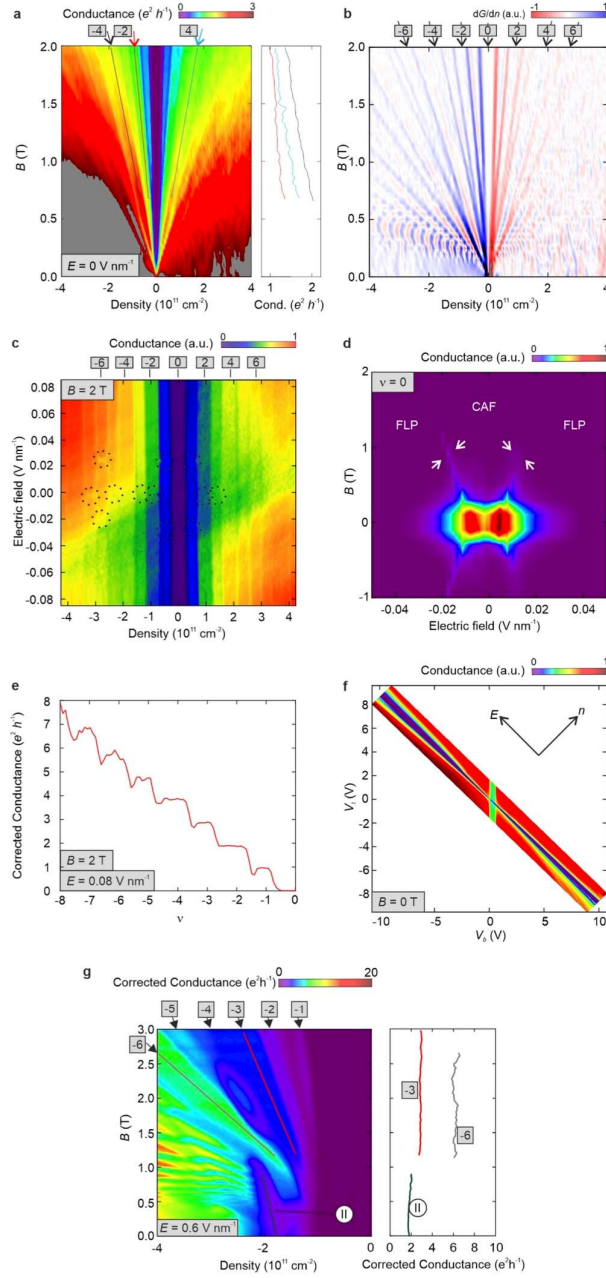 a
Conductance (e² h⁻¹)
0 3
-4 -2 4
2.0
1.5
1.0
0.5
0.0
B (T)
E = 0 V nm⁻¹
-4 -2 0 2 4
Density (10¹¹ cm⁻²)
1 2
Cond. (e² h⁻¹)
b
dG/dn (a.u.)
-1 1
-6 -4 -2 0 2 4 6
2.0
1.5
1.0
0.5
0.0
B (T)
-4 -2 0 2 4
Density (10¹¹ cm⁻²)
c
Conductance (a.u.)
0 1
-6 -4 -2 0 2 4 6
B = 2 T
0.08
0.06
0.04
0.02
0.00
-0.02
-0.04
-0.06
-0.08
Electric field (V nm⁻¹)
-4 -3 -2 -1 0 1 2 3 4
Density (10¹¹ cm⁻²)
d
Conductance (a.u.)
0 1
ν = 0
CAF
FLP FLP
2
1
0
-1
B (T)
-0.04 -0.02 0 0.02 0.04
Electric field (V nm⁻¹)
e
8
7
6
5
4
3
2
1
0
Corrected Conductance (e² h⁻¹)
B = 2 T
E = 0.08 V nm⁻¹
-8 -7 -6 -5 -4 -3 -2 -1 0
ν
f
Conductance (a.u.)
0 1
E n
8
6
4
2
0
-2
-4
-6
-8
Vt (V)
B = 0 T
-10 -5 0 5 10
Vb (V)
g
Corrected Conductance (e²h⁻¹)
0 20
-5 -4 -3 -2 -1
-6
3.0
2.5
2.0
1.5
1.0
0.5
0.0
B (T)
II
E = 0.6 V nm⁻¹
-4 -2 0
Density (10¹¹ cm⁻²)
-3
-6
II
0 2 4 6 8 10
Corrected Conductance (e²h⁻¹)